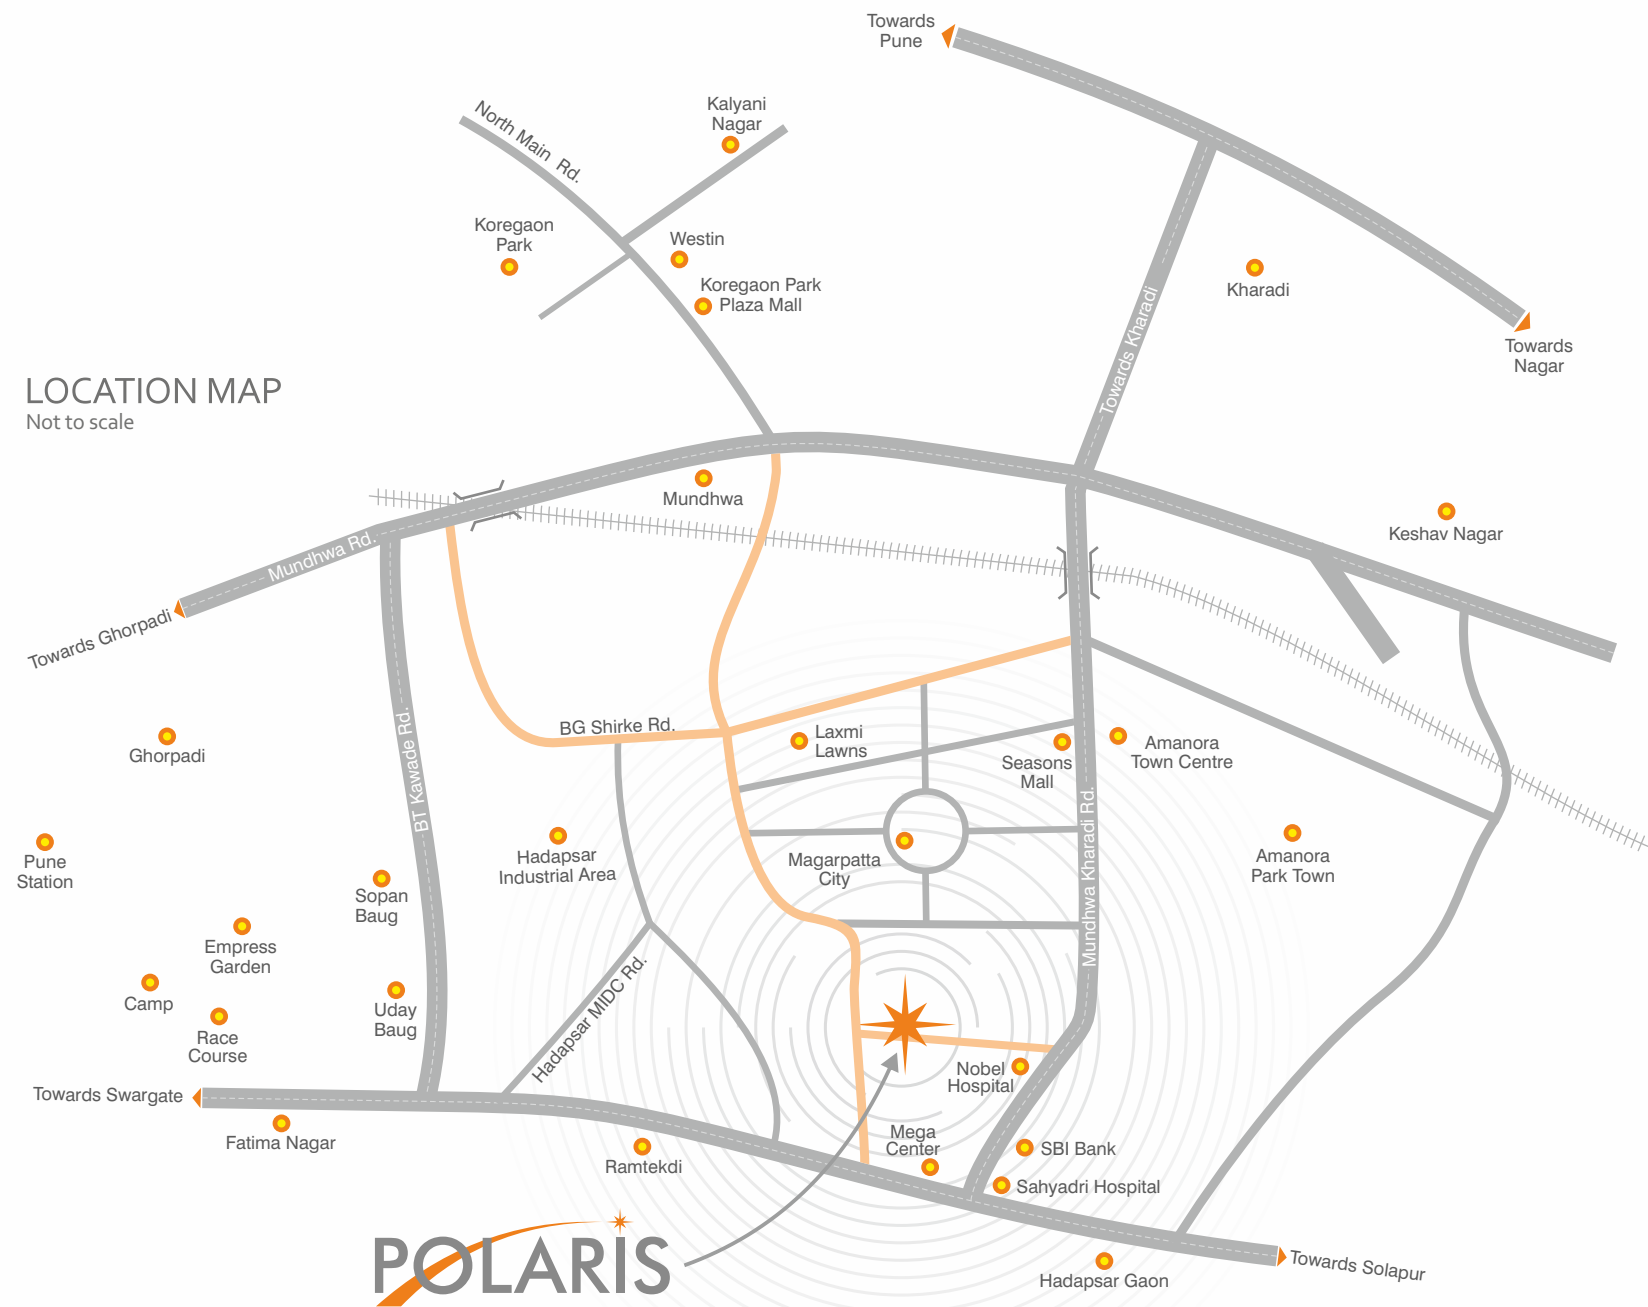 Towards
Pune
Kalyani
Nagar
North Main Rd.
Koregaon
Park
Westin
Koregaon Park
Plaza Mall
Kharadi
Towards Kharadi
Towards
Nagar
LOCATION MAP
Not to scale
Mundhwa
Keshav Nagar
Mundhwa Rd.
Towards Ghorpadi
BG Shirke Rd.
BT Kawade Rd.
Ghorpadi
Laxmi
Lawns
Seasons
Mall
Amanora
Town Centre
Mundhwa Kharadi Rd.
Pune
Station
Hadapsar
Industrial Area
Magarpatta
City
Amanora
Park Town
Sopan
Baug
Empress
Garden
Camp
Race
Course
Uday
Baug
Hadapsar MIDC Rd.
Nobel
Hospital
Towards Swargate
Fatima Nagar
Ramtekdi
Mega
Center
SBI Bank
Sahyadri Hospital
POLARIS
Hadapsar Gaon
Towards Solapur